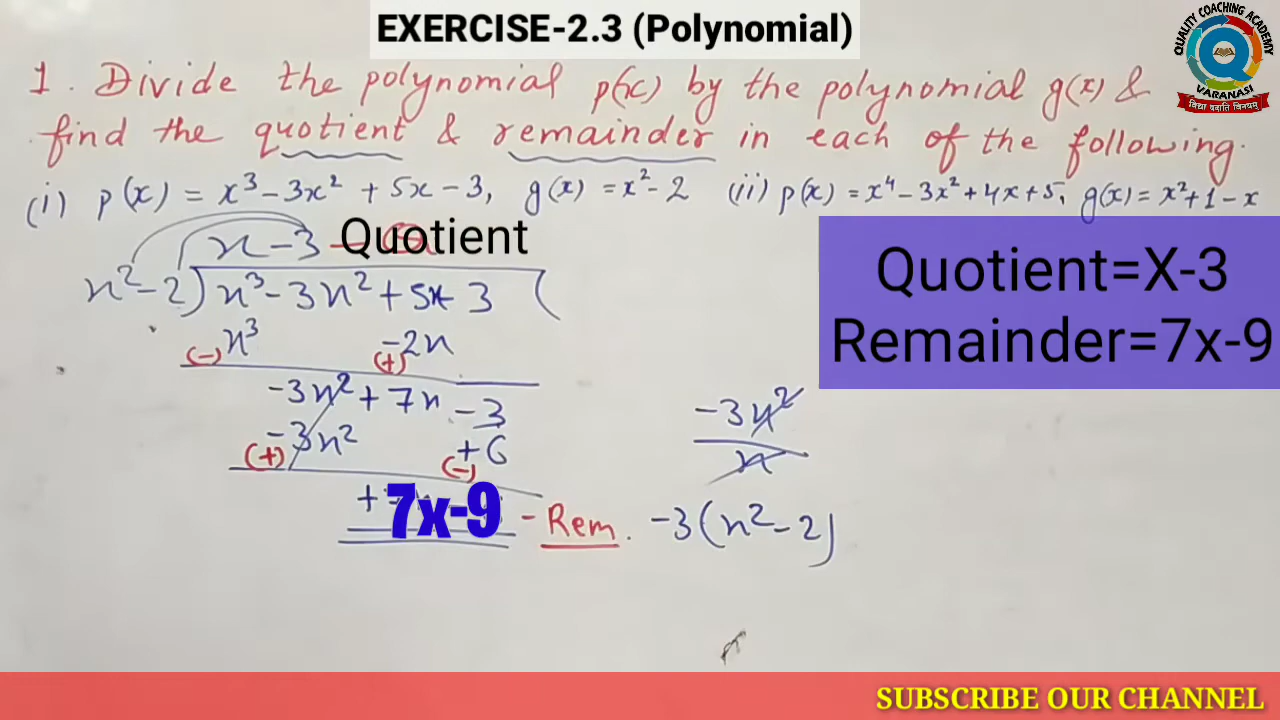 EXERCISE-2.3 (Polynomial)
QUALITY COACHING ACADEMY
VARANASI
विद्या ददाति विनयम्
1. Divide the polynomial p(x) by the polynomial g(x) &
find the quotient & remainder in each of the following.
(i) p(x) = x³-3x²+5x-3, g(x) = x²-2 (ii) p(x) = x⁴-3x²+4x+5, g(x) = x²+1-x
x-3 Quotient
x²-2) x³-3x²+5x-3 (
(-) x³ (+) -2x
-3x²+7x-3
(+) -3x² (-) +6
+ 7x-9 - Rem.
-3x²
x
-3(x²-2)
Quotient=X-3
Remainder=7x-9
SUBSCRIBE OUR CHANNEL